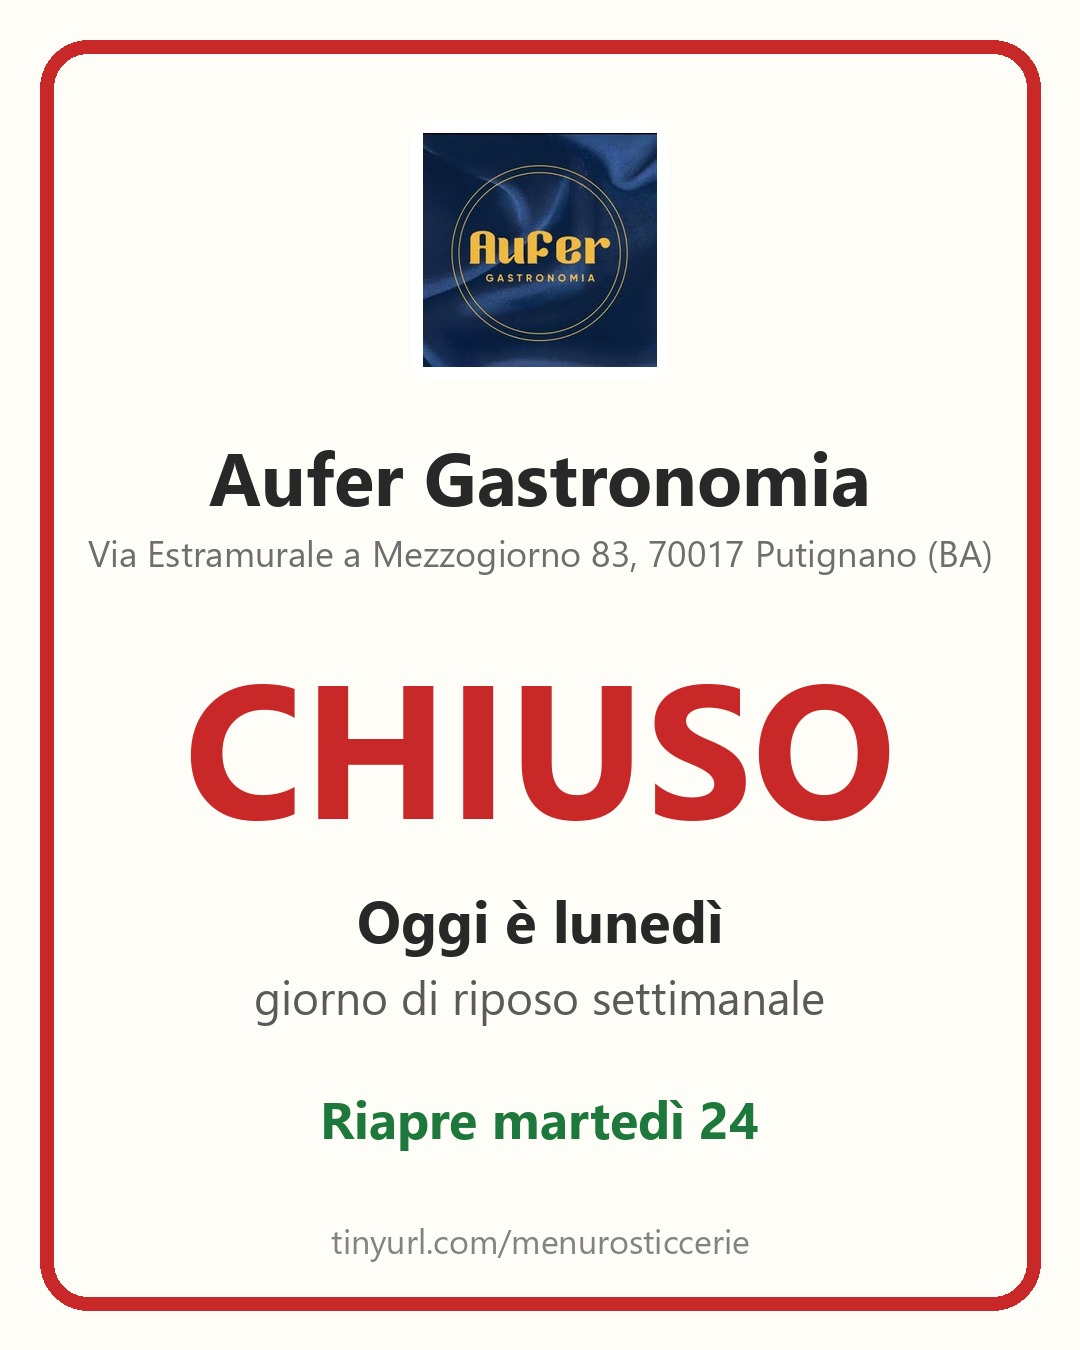 Aufer
GASTRONOMIA
Aufer Gastronomia
Via Estramurale a Mezzogiorno 83, 70017 Putignano (BA)
CHIUSO
Oggi è lunedì
giorno di riposo settimanale
Riapre martedì 24
tinyurl.com/menurosticcerie